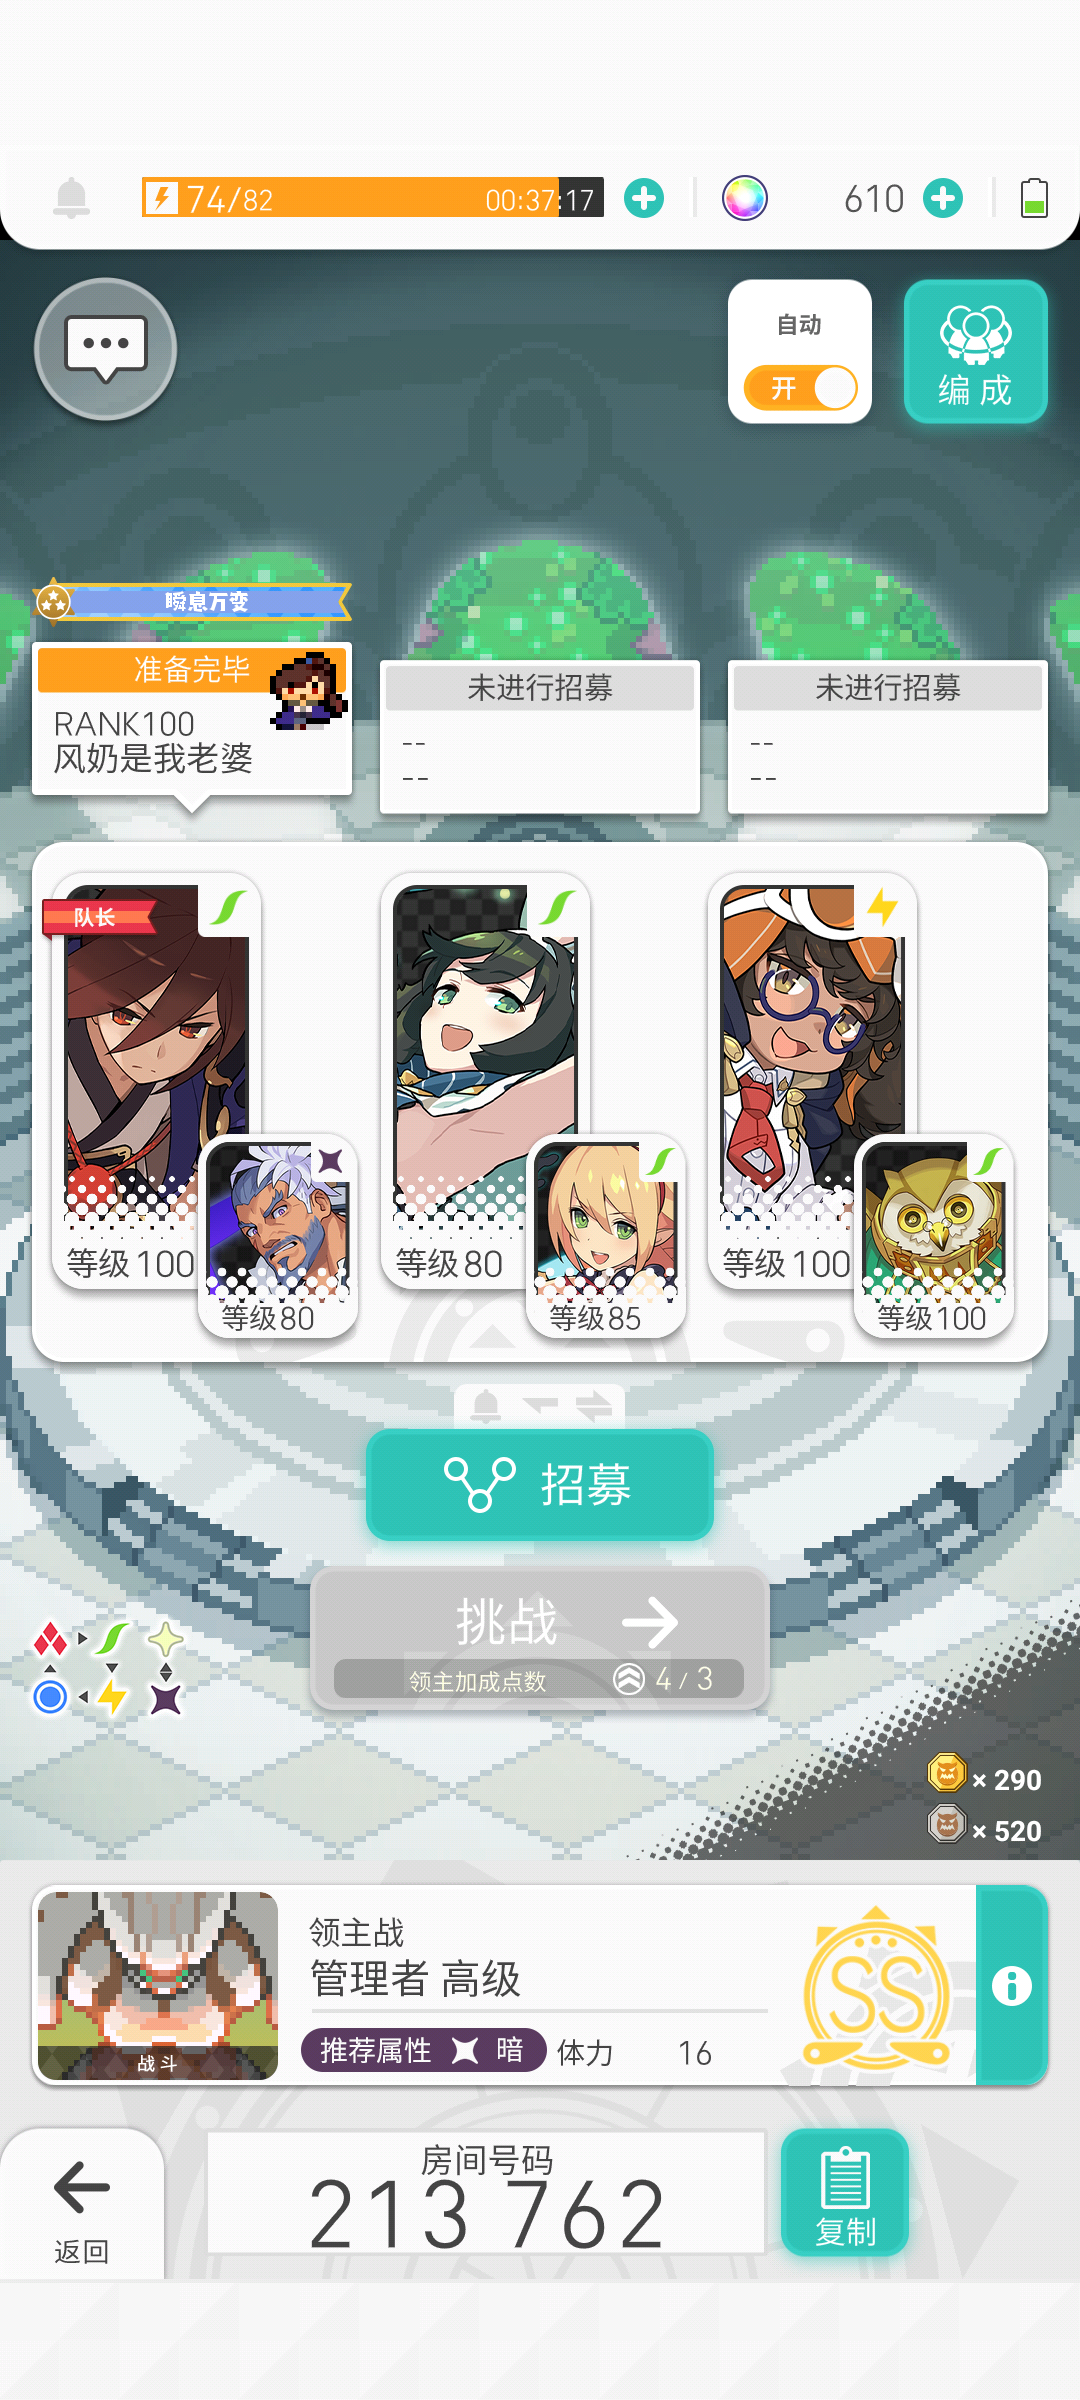 74/82 00:37:17
610
自动
开
编成
瞬息万变
准备完毕
RANK100
风奶是我老婆
未进行招募
--
--
未进行招募
--
--
队长
等级100
等级80
等级80
等级85
等级100
等级100
招募
挑战
领主加成点数 4 / 3
× 290
× 520
领主战
管理者 高级
战斗
推荐属性 暗 体力 16
SS
房间号码
213 762
返回
复制